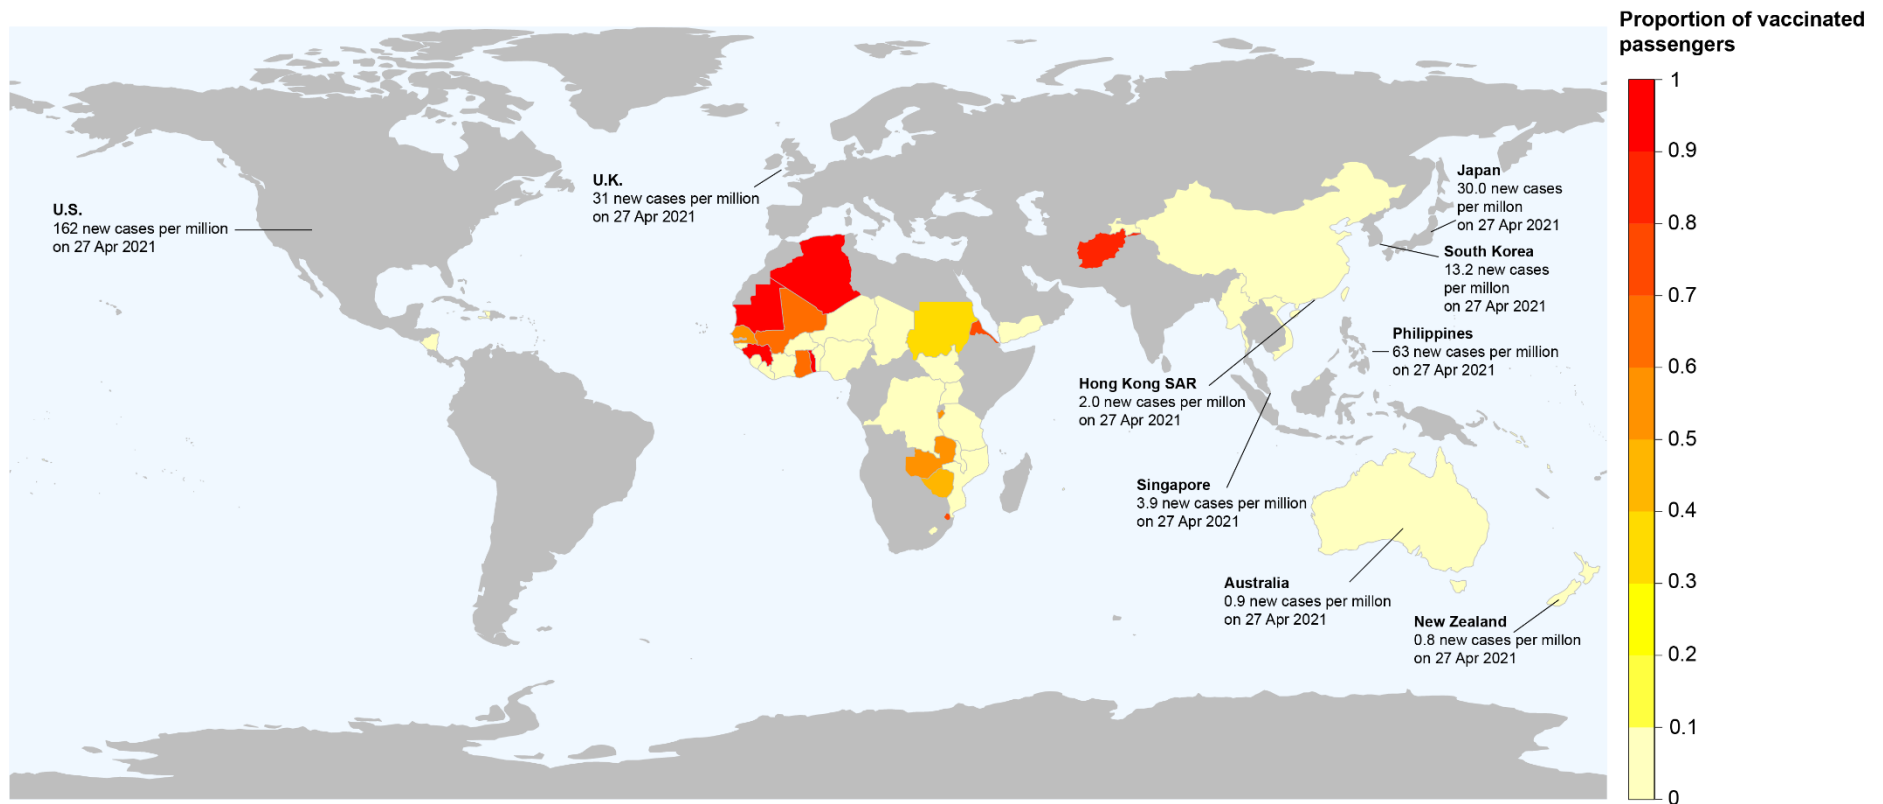 Proportion of vaccinated
passengers
1
0.9
0.8
0.7
0.6
0.5
0.4
0.3
0.2
0.1
0
U.S.
162 new cases per million
on 27 Apr 2021
U.K.
31 new cases per million
on 27 Apr 2021
Japan
30.0 new cases
per millon
on 27 Apr 2021
South Korea
13.2 new cases
per millon
on 27 Apr 2021
Philippines
63 new cases per million
on 27 Apr 2021
Hong Kong SAR
2.0 new cases per millon
on 27 Apr 2021
Singapore
3.9 new cases per million
on 27 Apr 2021
Australia
0.9 new cases per millon
on 27 Apr 2021
New Zealand
0.8 new cases per millon
on 27 Apr 2021